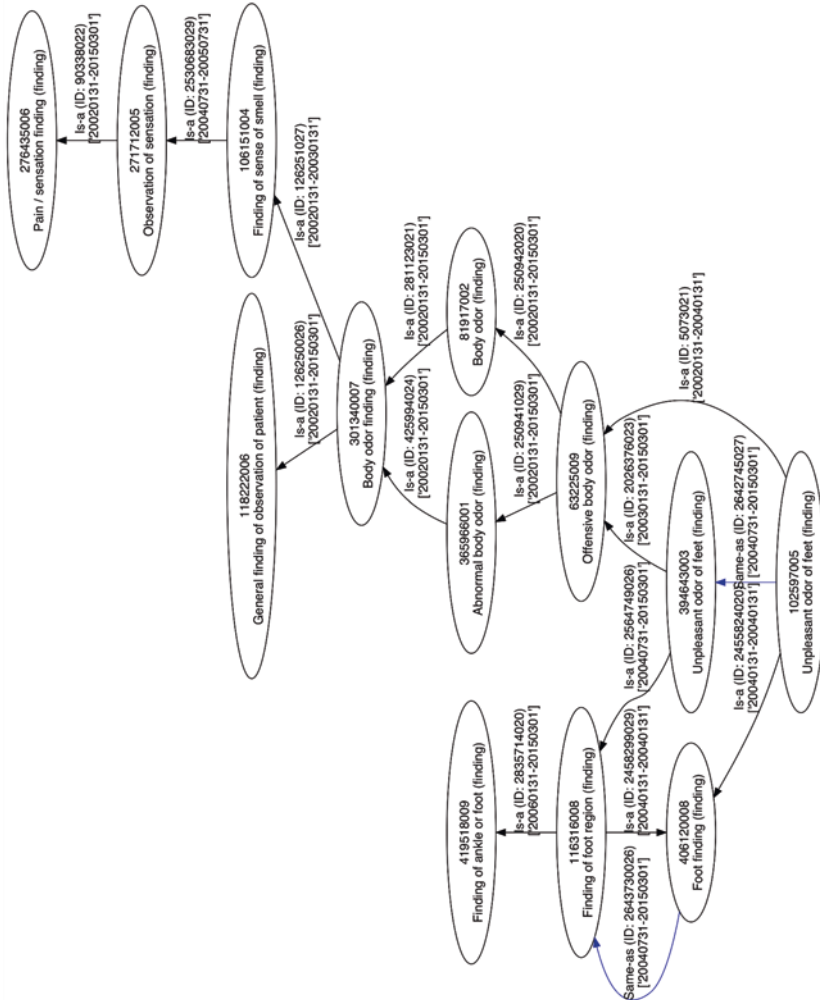 276435006
Pain / sensation finding (finding)
Is-a (ID: 90338022)
['20020131-20150301']
271712005
Observation of sensation (finding)
Is-a (ID: 2530683029)
['20040731-20050731']
118222006
General finding of observation of patient (finding)
106151004
Finding of sense of smell (finding)
Is-a (ID: 126250026)
['20020131-20150301']
Is-a (ID: 126251027)
['20020131-20030131']
301340007
Body odor finding (finding)
Is-a (ID: 425994024)
['20020131-20150301']
Is-a (ID: 281123021)
['20020131-20150301']
419518009
Finding of ankle or foot (finding)
365966001
Abnormal body odor (finding)
81917002
Body odor (finding)
Is-a (ID: 2835714020)
['20060131-20150301']
Is-a (ID: 250941029)
['20020131-20150301']
Is-a (ID: 250942020)
['20020131-20150301']
116316008
Finding of foot region (finding)
63225009
Offensive body odor (finding)
Same-as (ID: 2643730026)
['20040731-20150301']
Is-a (ID: 2458299029)
['20040131-20040131']
Is-a (ID: 2564749026)
['20040731-20150301']
Is-a (ID: 2026376023)
['20030131-20150301']
Is-a (ID: 5073021)
['20020131-20040131']
406120008
Foot finding (finding)
394643003
Unpleasant odor of feet (finding)
Is-a (ID: 2455824020)
['20040131-20040131']
Same-as (ID: 2642745027)
['20040731-20150301']
102597005
Unpleasant odor of feet (finding)